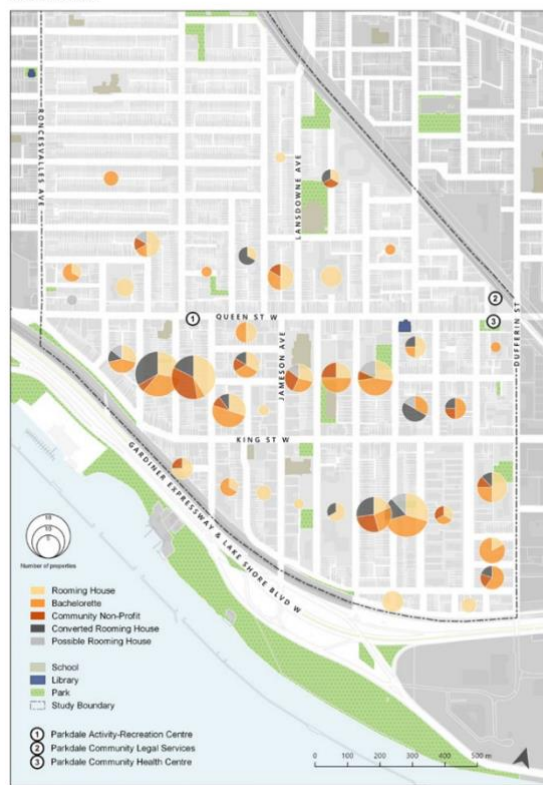 RONCESVALLES AVE
LANSDOWNE AVE
2
1
3
QUEEN ST W
DUFFERIN ST
JAMESON AVE
KING ST W
GARDINER EXPRESSWAY & LAKE SHORE BLVD W
Number of properties
Rooming House
Bachelorette
Community Non-Profit
Converted Rooming House
Possible Rooming House
School
Library
Park
Study Boundary
1 Parkdale Activity-Recreation Centre
2 Parkdale Community Legal Services
3 Parkdale Community Health Centre
0 100 200 300 400 500 m